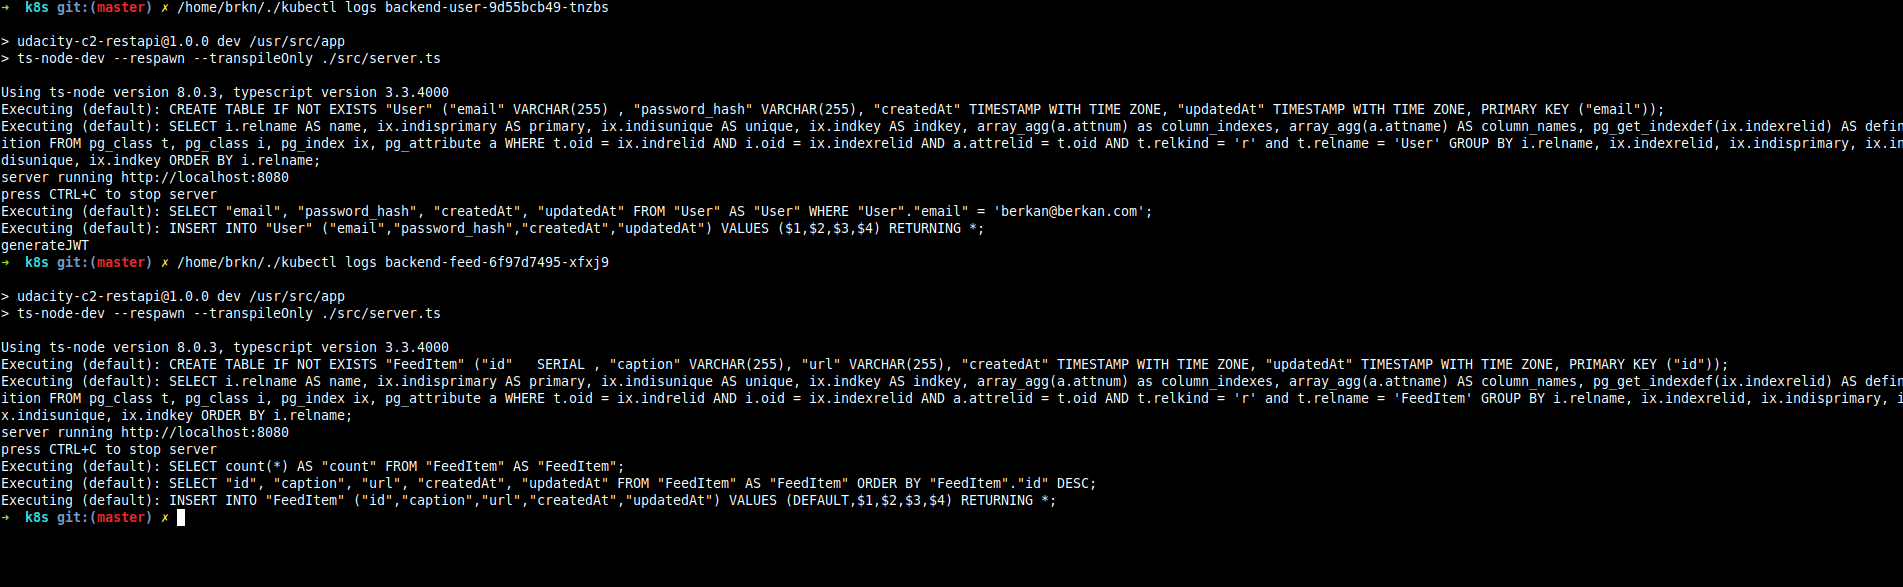 →  k8s git:(master) ✗ /home/brkn/./kubectl logs backend-user-9d55bcb49-tnzbs
> udacity-c2-restapi@1.0.0 dev /usr/src/app
> ts-node-dev --respawn --transpileOnly ./src/server.ts
Using ts-node version 8.0.3, typescript version 3.3.4000
Executing (default): CREATE TABLE IF NOT EXISTS "User" ("email" VARCHAR(255) , "password_hash" VARCHAR(255), "createdAt" TIMESTAMP WITH TIME ZONE, "updatedAt" TIMESTAMP WITH TIME ZONE, PRIMARY KEY ("email"));
Executing (default): SELECT i.relname AS name, ix.indisprimary AS primary, ix.indisunique AS unique, ix.indkey AS indkey, array_agg(a.attnum) as column_indexes, array_agg(a.attname) AS column_names, pg_get_indexdef(ix.indexrelid) AS defin
ition FROM pg_class t, pg_class i, pg_index ix, pg_attribute a WHERE t.oid = ix.indrelid AND i.oid = ix.indexrelid AND a.attrelid = t.oid AND t.relkind = 'r' and t.relname = 'User' GROUP BY i.relname, ix.indexrelid, ix.indisprimary, ix.in
disunique, ix.indkey ORDER BY i.relname;
server running http://localhost:8080
press CTRL+C to stop server
Executing (default): SELECT "email", "password_hash", "createdAt", "updatedAt" FROM "User" AS "User" WHERE "User"."email" = 'berkan@berkan.com';
Executing (default): INSERT INTO "User" ("email","password_hash","createdAt","updatedAt") VALUES ($1,$2,$3,$4) RETURNING *;
generateJWT
→  k8s git:(master) ✗ /home/brkn/./kubectl logs backend-feed-6f97d7495-xfxj9
> udacity-c2-restapi@1.0.0 dev /usr/src/app
> ts-node-dev --respawn --transpileOnly ./src/server.ts
Using ts-node version 8.0.3, typescript version 3.3.4000
Executing (default): CREATE TABLE IF NOT EXISTS "FeedItem" ("id"   SERIAL , "caption" VARCHAR(255), "url" VARCHAR(255), "createdAt" TIMESTAMP WITH TIME ZONE, "updatedAt" TIMESTAMP WITH TIME ZONE, PRIMARY KEY ("id"));
Executing (default): SELECT i.relname AS name, ix.indisprimary AS primary, ix.indisunique AS unique, ix.indkey AS indkey, array_agg(a.attnum) as column_indexes, array_agg(a.attname) AS column_names, pg_get_indexdef(ix.indexrelid) AS defin
ition FROM pg_class t, pg_class i, pg_index ix, pg_attribute a WHERE t.oid = ix.indrelid AND i.oid = ix.indexrelid AND a.attrelid = t.oid AND t.relkind = 'r' and t.relname = 'FeedItem' GROUP BY i.relname, ix.indexrelid, ix.indisprimary, i
x.indisunique, ix.indkey ORDER BY i.relname;
server running http://localhost:8080
press CTRL+C to stop server
Executing (default): SELECT count(*) AS "count" FROM "FeedItem" AS "FeedItem";
Executing (default): SELECT "id", "caption", "url", "createdAt", "updatedAt" FROM "FeedItem" AS "FeedItem" ORDER BY "FeedItem"."id" DESC;
Executing (default): INSERT INTO "FeedItem" ("id","caption","url","createdAt","updatedAt") VALUES (DEFAULT,$1,$2,$3,$4) RETURNING *;
→  k8s git:(master) ✗